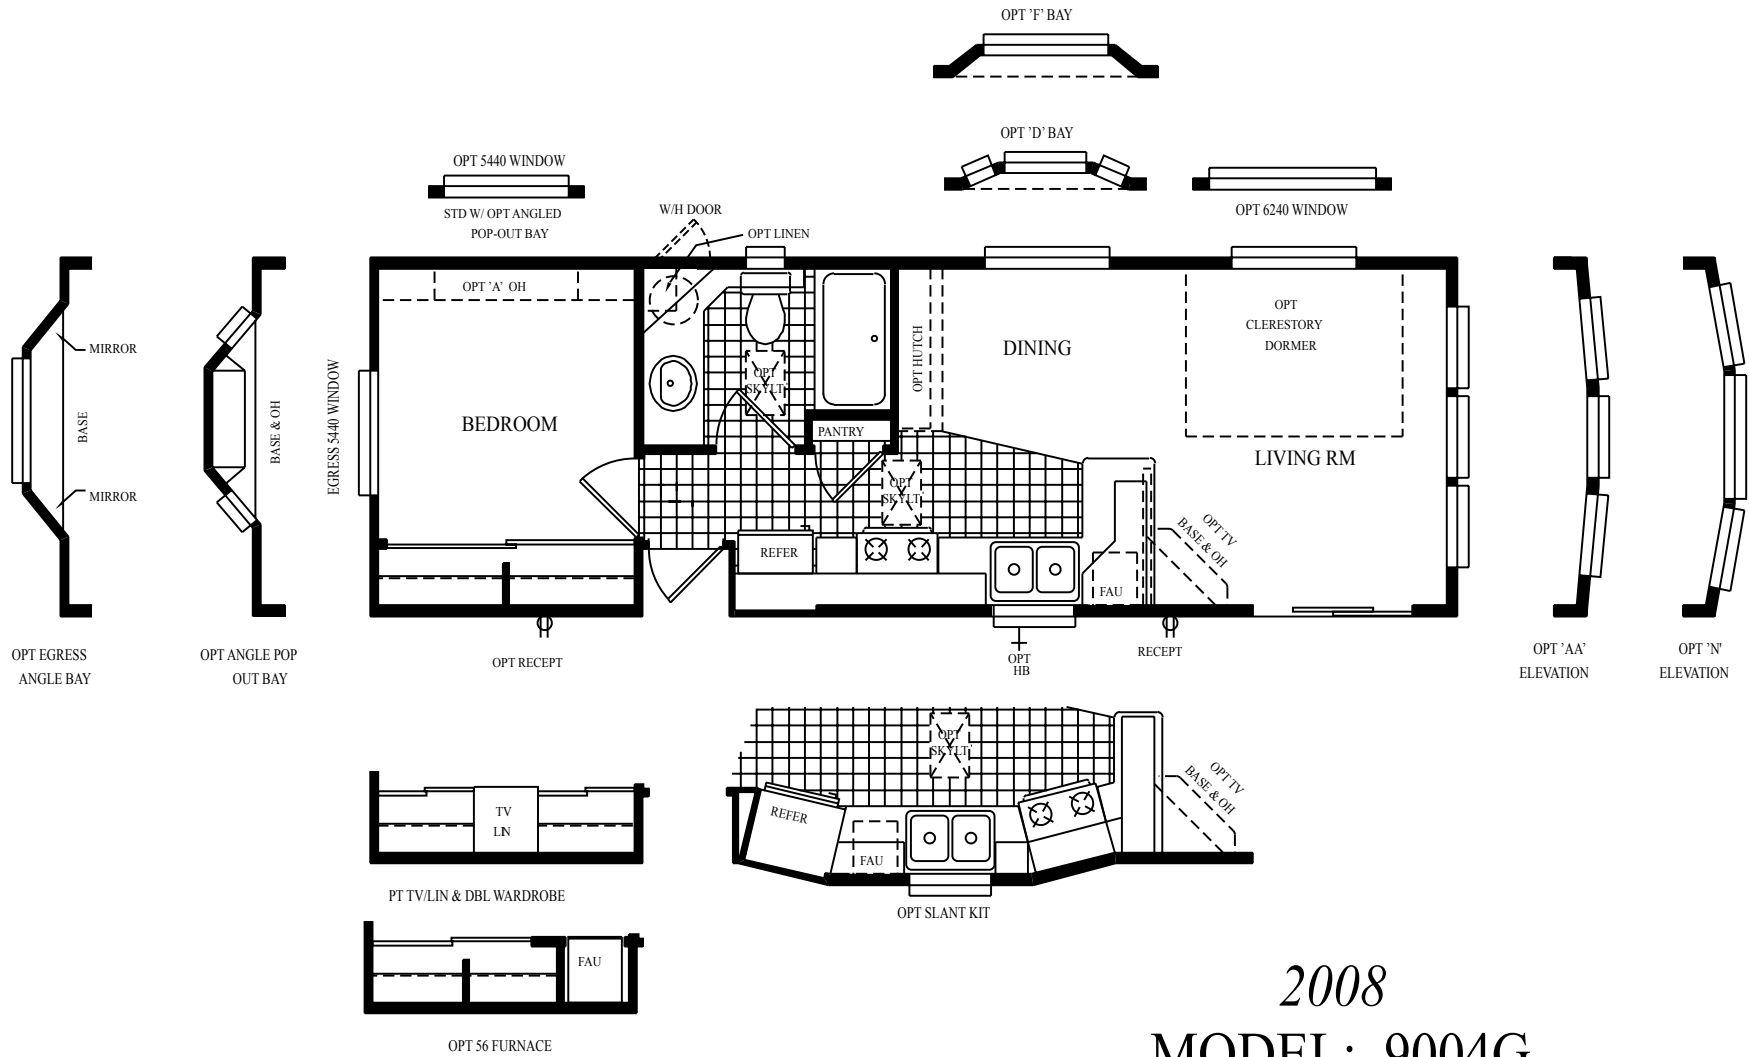 OPT 'F' BAY
OPT 'D' BAY
OPT 5440 WINDOW
STD W/ OPT ANGLED
POP-OUT BAY
W/H DOOR
OPT LINEN
OPT 6240 WINDOW
MIRROR
BASE
MIRROR
OPT EGRESS
ANGLE BAY
BASE & OH
OPT ANGLE POP
OUT BAY
EGRESS 5440 WINDOW
OPT 'A' OH
BEDROOM
OPT
SKYLT
PANTRY
OPT HUTCH
DINING
OPT
CLERESTORY
DORMER
LIVING RM
OPT
SKYLT
REFER
FAU
OPT TV
BASE & OH
OPT RECEPT
OPT
HB
RECEPT
OPT 'AA'
ELEVATION
OPT 'N'
ELEVATION
TV
LIN
PT TV/LIN & DBL WARDROBE
FAU
OPT 56 FURNACE
OPT
SKYLT
REFER
FAU
OPT TV
BASE & OH
OPT SLANT KIT
2008
MODEL: 9004G